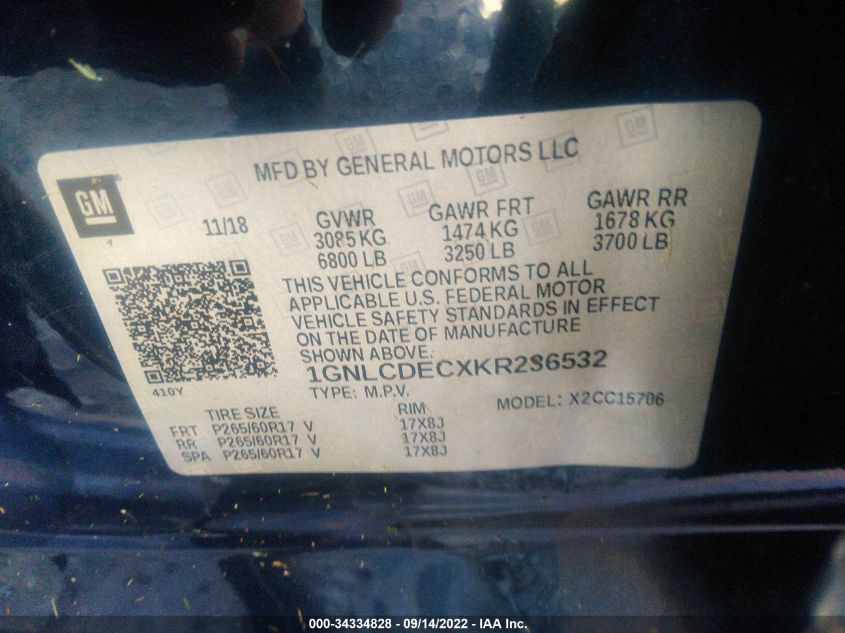 GM
MFD BY GENERAL MOTORS LLC
11/18 GVWR GAWR FRT GAWR RR
3085 KG 1474 KG 1678 KG
6800 LB 3250 LB 3700 LB
THIS VEHICLE CONFORMS TO ALL
APPLICABLE U.S. FEDERAL MOTOR
VEHICLE SAFETY STANDARDS IN EFFECT
ON THE DATE OF MANUFACTURE
SHOWN ABOVE.
1GNLCDECXKR236532
410Y TYPE: M.P.V. MODEL: X2CC15706
TIRE SIZE RIM
FRT P265/60R17 V 17X8J
RR P265/60R17 V 17X8J
SPA P265/60R17 V 17X8J
000-34334828 - 09/14/2022 - IAA Inc.